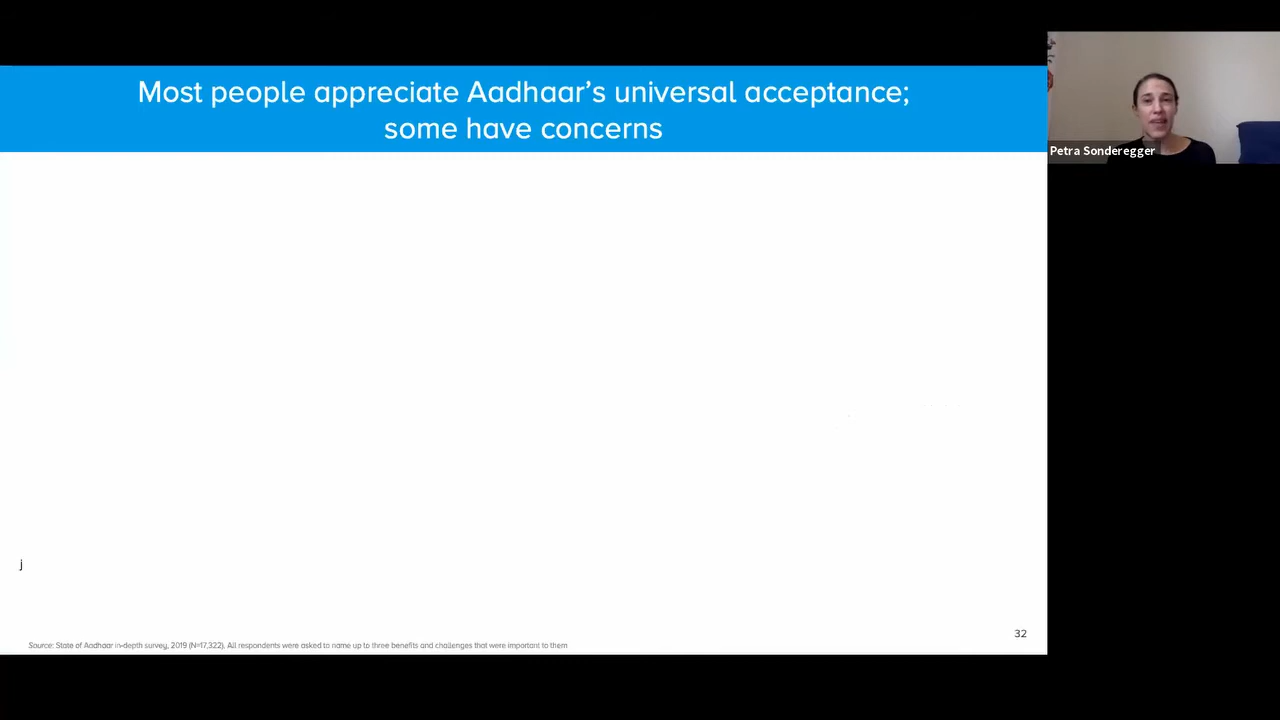 Most people appreciate Aadhaar’s universal acceptance;
some have concerns
Petra Sonderegger
j
32
Source: State of Aadhaar in-depth survey, 2019 (N=17,322). All respondents were asked to name up to three benefits and challenges that were important to them